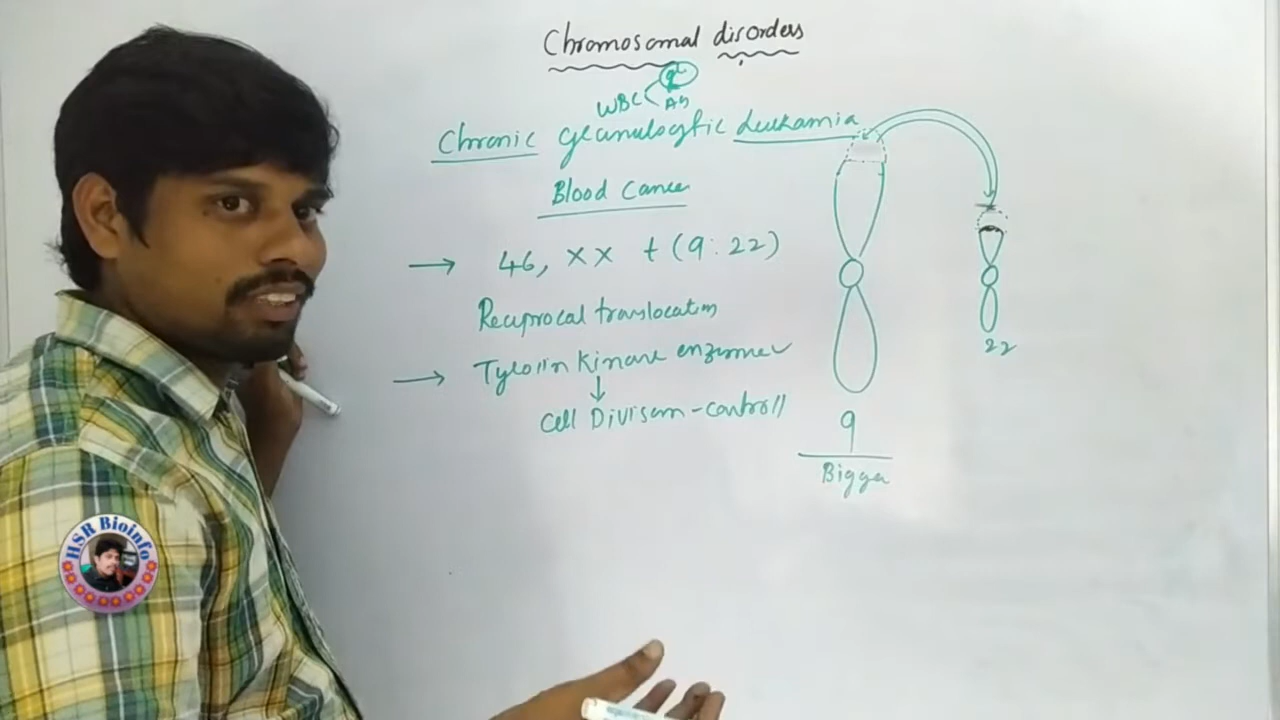 Chromosomal disorders
WBC
Chronic granulocytic Leukamia
Blood Cancer
→ 46, XX t (9:22)
Reciprocal translocation
→ Tyrosin Kinase enzyme
↓
Cell Divison-controll
9
Bigger
22
HSR Bioinfo